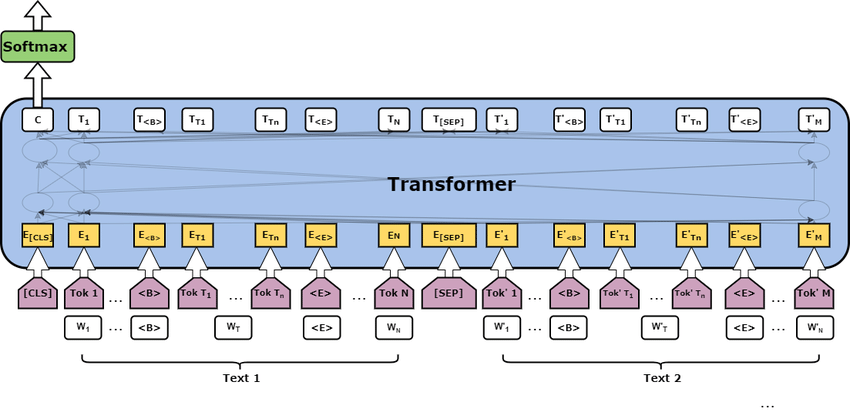 Softmax
C T1 T<B> TT1 TTn T<E> TN T[SEP] T'1 T'<B> T'T1 T'Tn T'<E> T'M
Transformer
E[CLS] E1 E<B> ET1 ETn E<E> EN E[SEP] E'1 E'<B> E'T1 E'Tn E'<E> E'M
[CLS] Tok 1 ... <B> Tok T1 ... Tok Tn <E> ... Tok N [SEP] Tok' 1 ... <B> Tok' T1 ... Tok' Tn <E> ... Tok' M
W1 ... <B> WT <E> WN W'1 ... <B> W'T <E> ... W'N
Text 1 Text 2
...